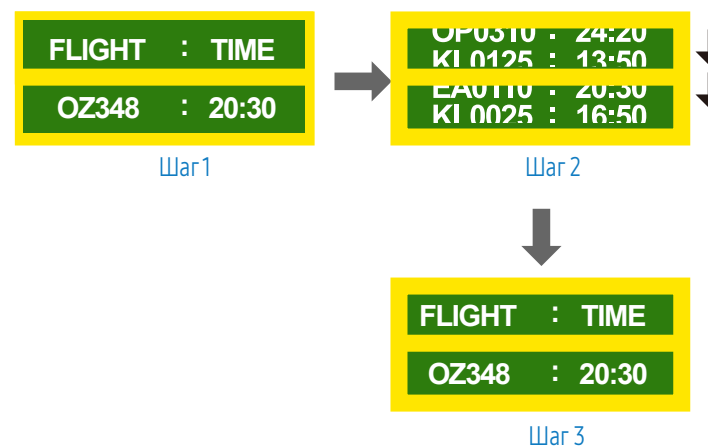 FLIGHT : TIME
OZ348 : 20:30
Шаг 1
OP0310 : 24:20
KL0125 : 13:50
EA0110 : 20:30
KL0025 : 16:50
Шаг 2
FLIGHT : TIME
OZ348 : 20:30
Шаг 3